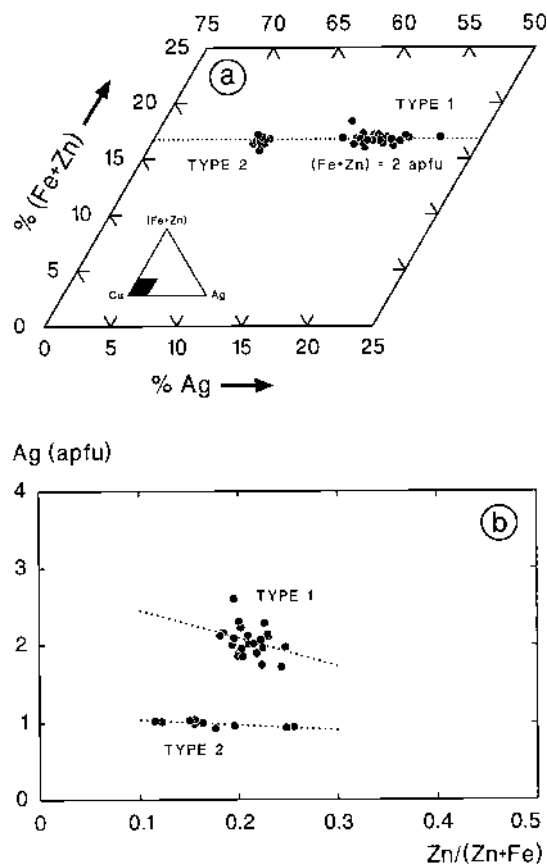 75 70 65 60 55 50
25
a
20
TYPE 1
15
TYPE 2
(Fe+Zn) = 2 apfu
% (Fe+Zn)
10
(Fe+Zn)
5
Cu
Ag
0
0 5 10 15 20 25
% Ag
Ag (apfu)
4
b
3
TYPE 1
2
1
TYPE 2
0
0 0.1 0.2 0.3 0.4 0.5
Zn/(Zn+Fe)